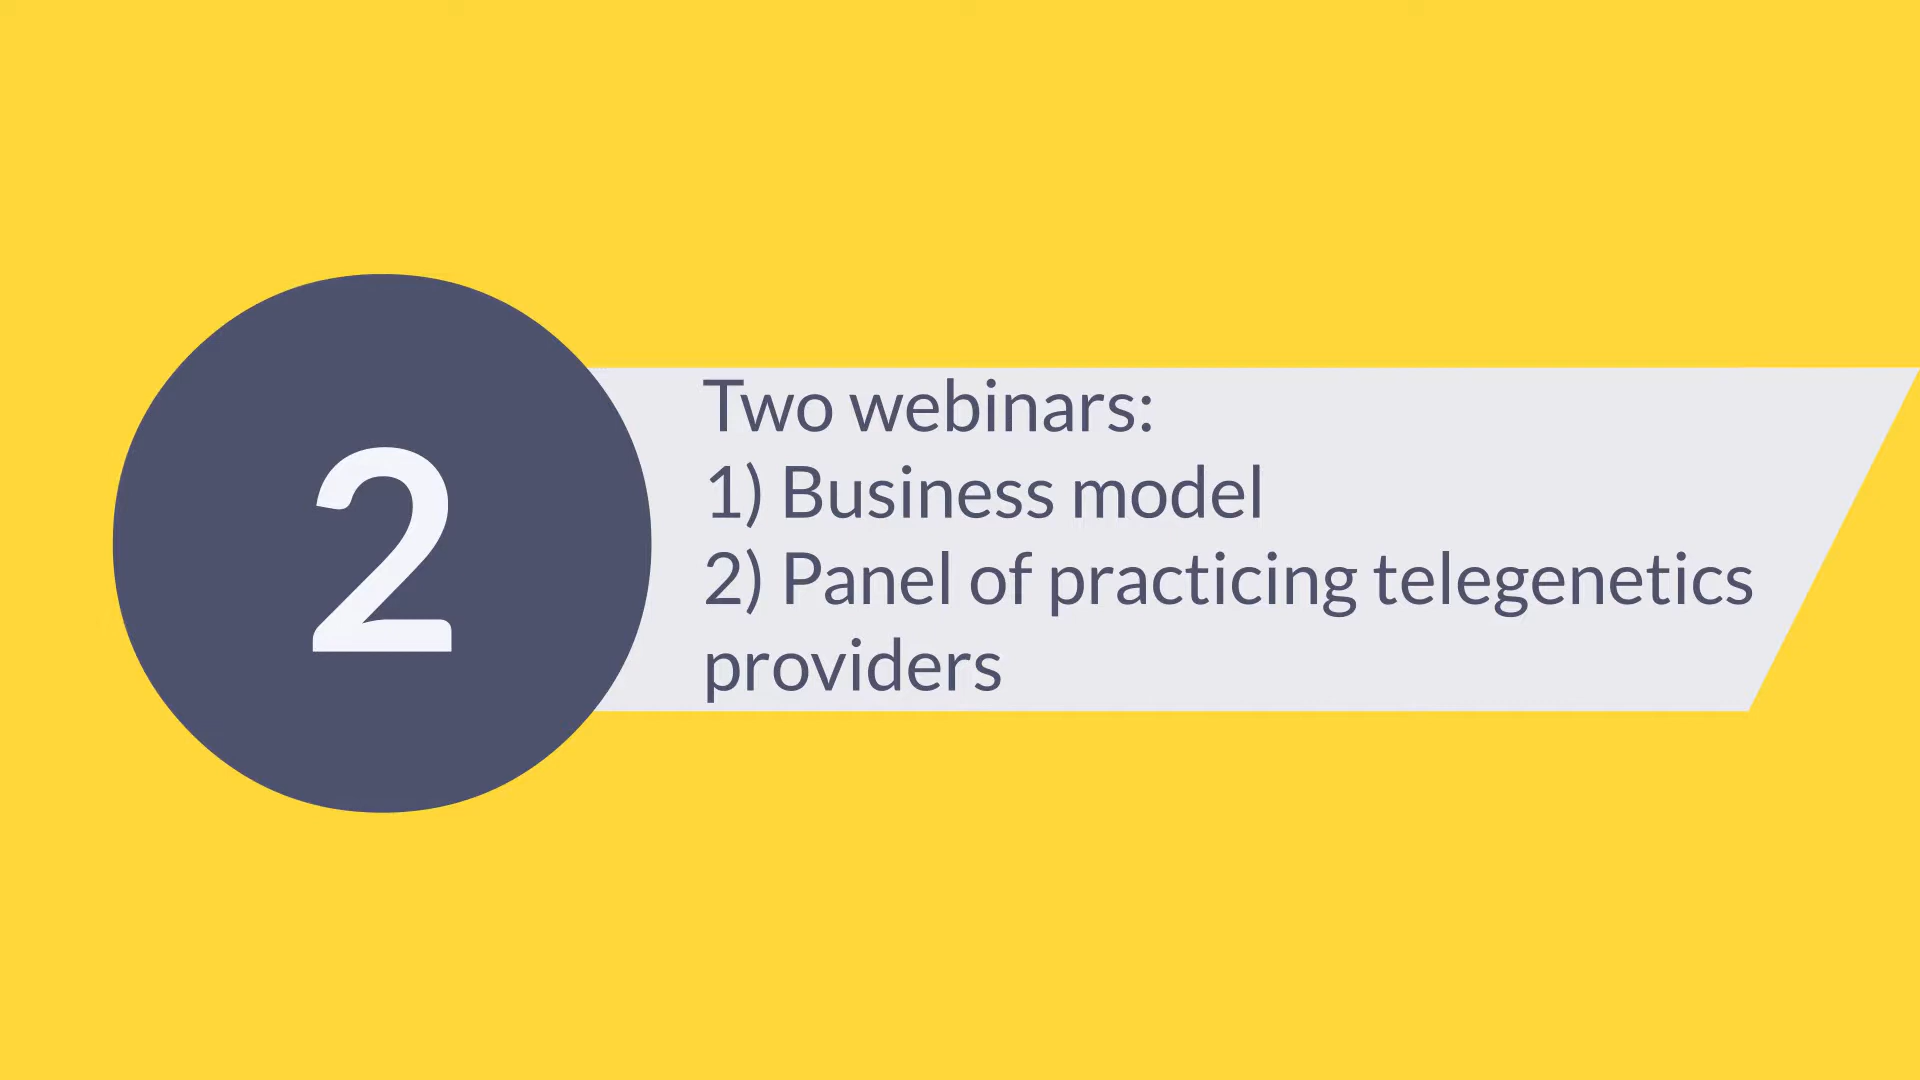 2
Two webinars:
1) Business model
2) Panel of practicing telegenetics
providers